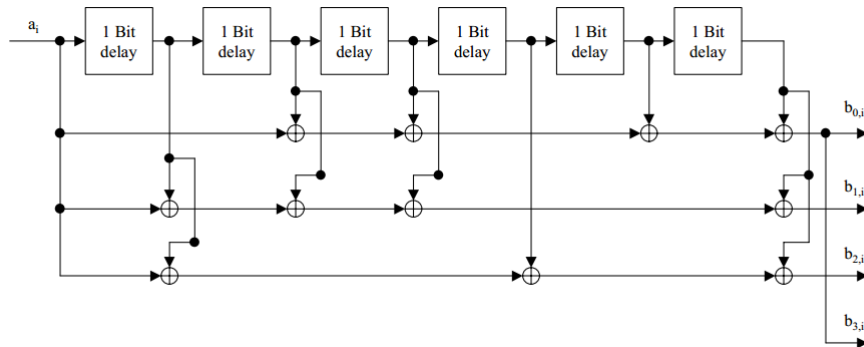 a_i
1 Bit
delay
1 Bit
delay
1 Bit
delay
1 Bit
delay
1 Bit
delay
1 Bit
delay
b_0,i
b_1,i
b_2,i
b_3,i